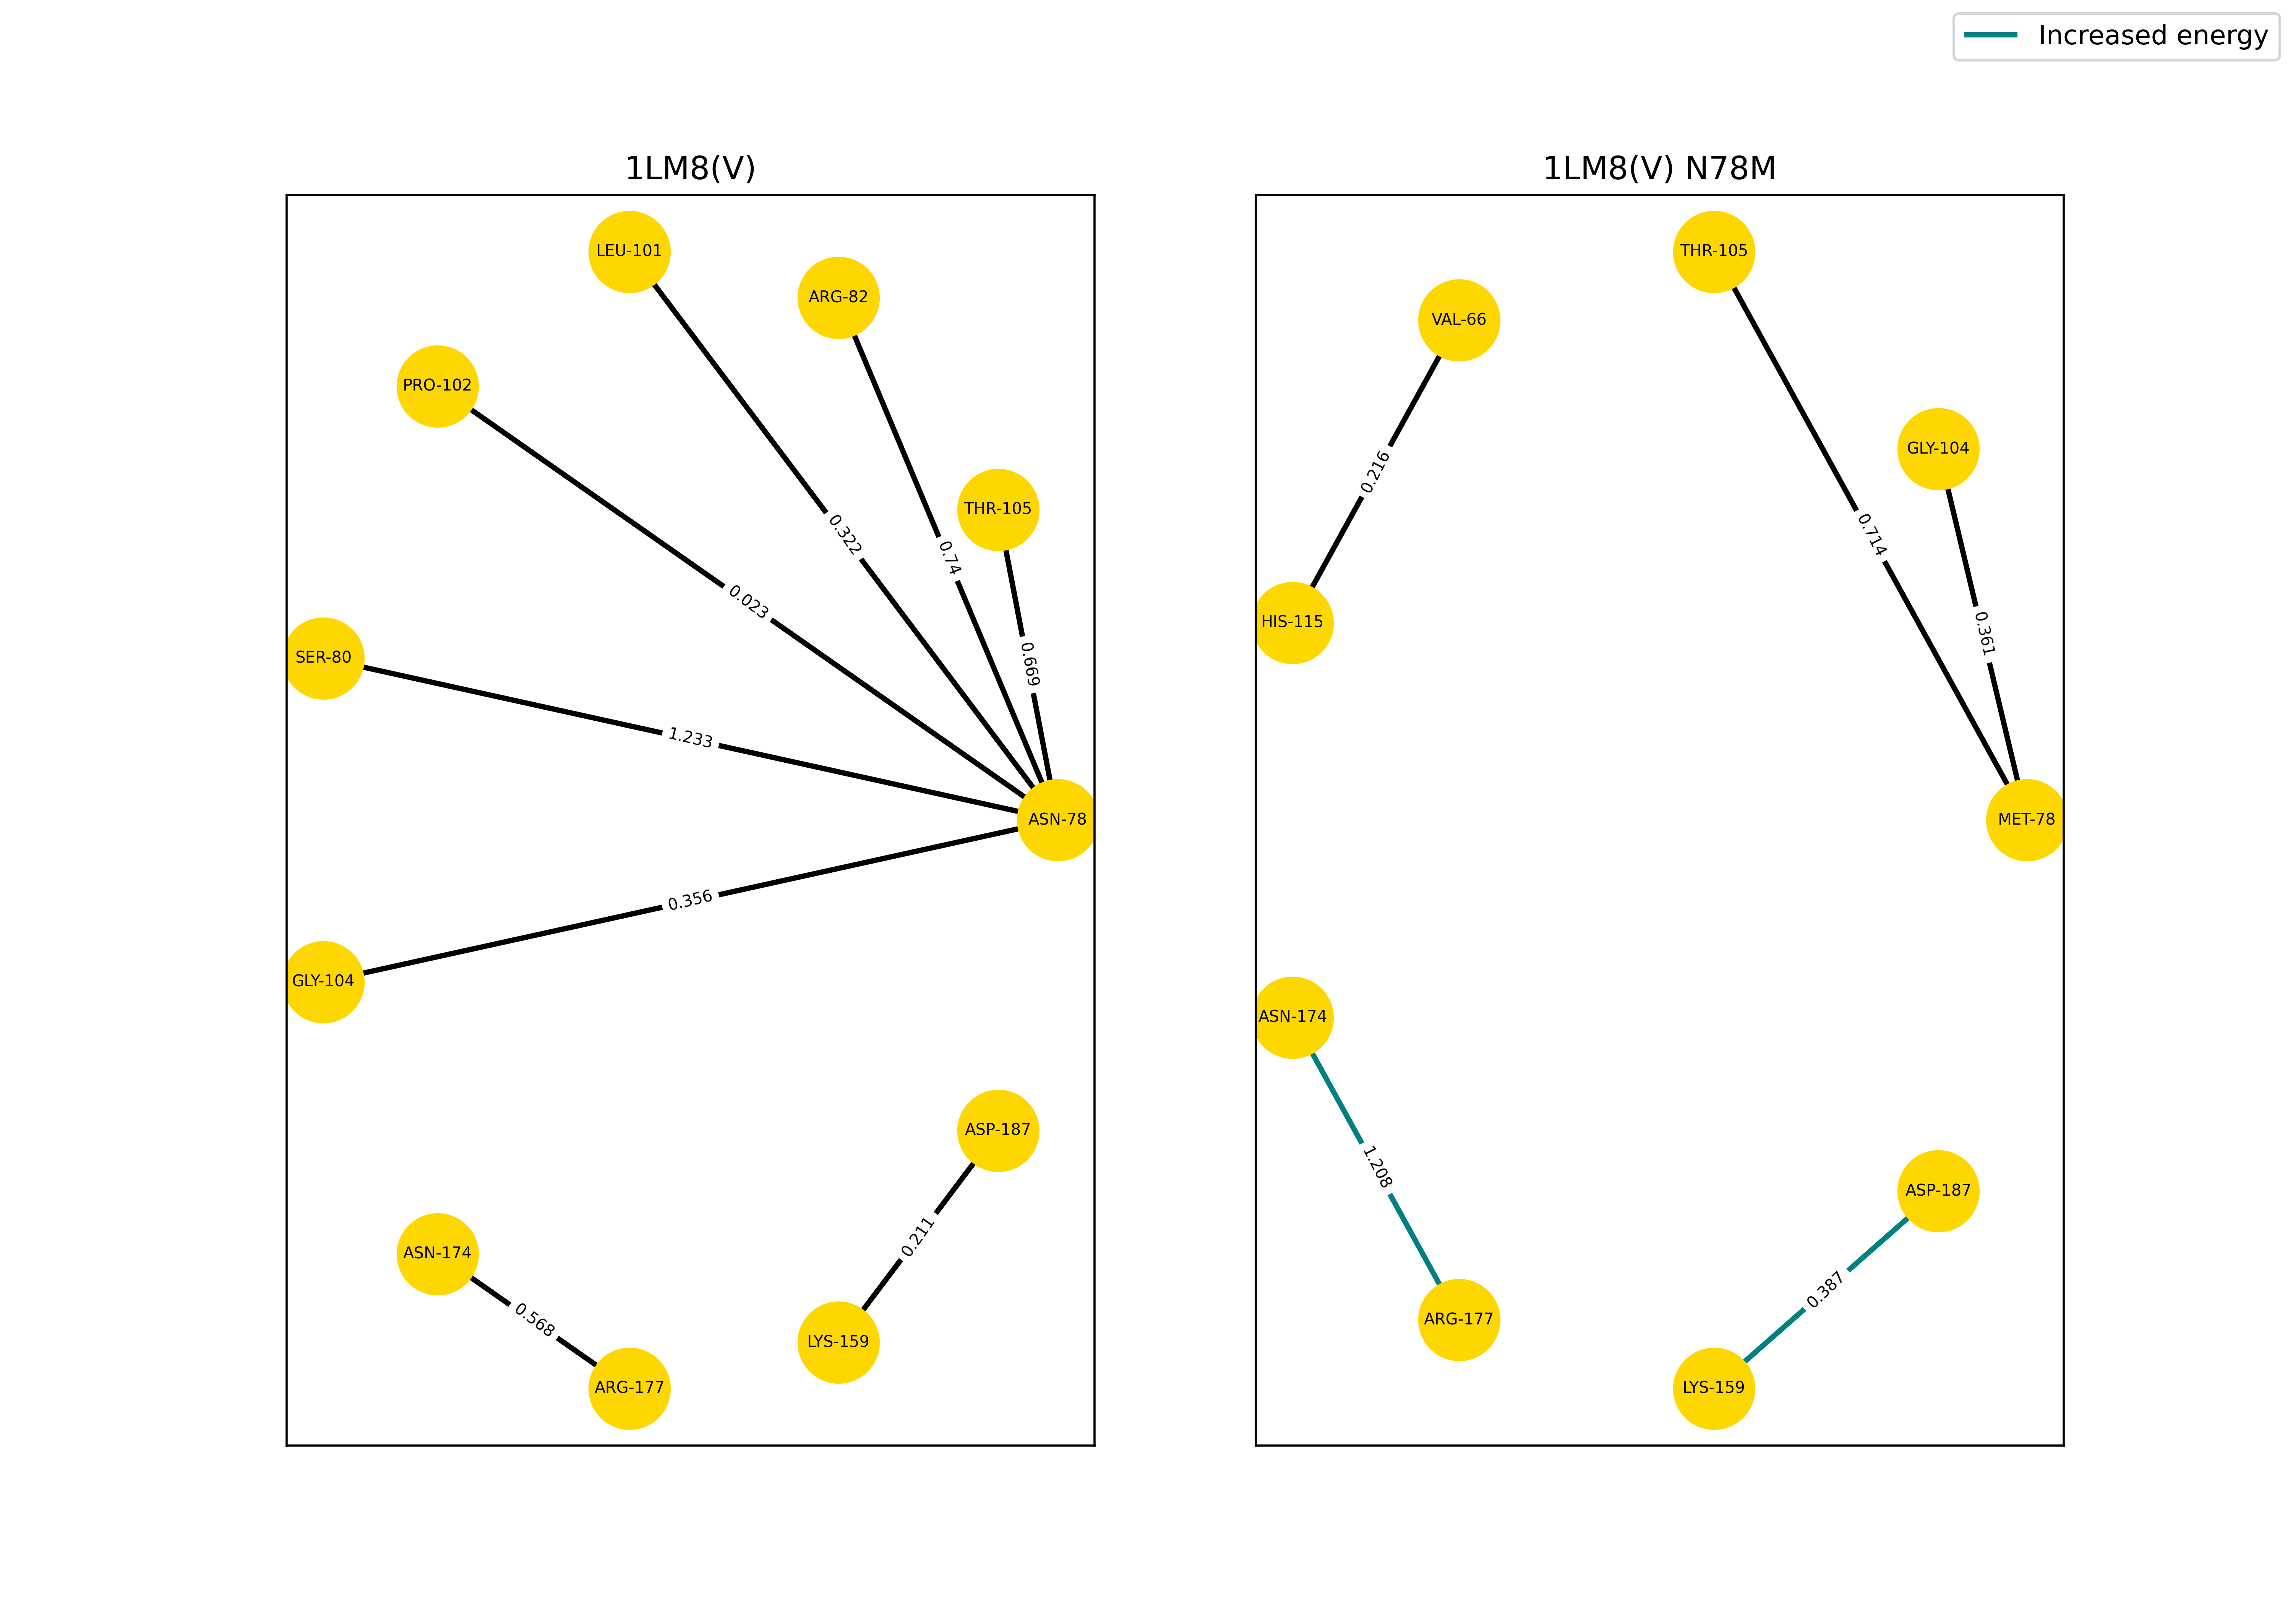 Increased energy
1LM8(V)
LEU-101
ARG-82
PRO-102
THR-105
0.322
0.74
0.023
0.669
SER-80
1.233
ASN-78
0.356
GLY-104
ASP-187
0.211
ASN-174
0.568
LYS-159
ARG-177
1LM8(V) N78M
THR-105
VAL-66
GLY-104
0.216
0.714
HIS-115
0.361
MET-78
ASN-174
1.208
ASP-187
0.387
ARG-177
LYS-159